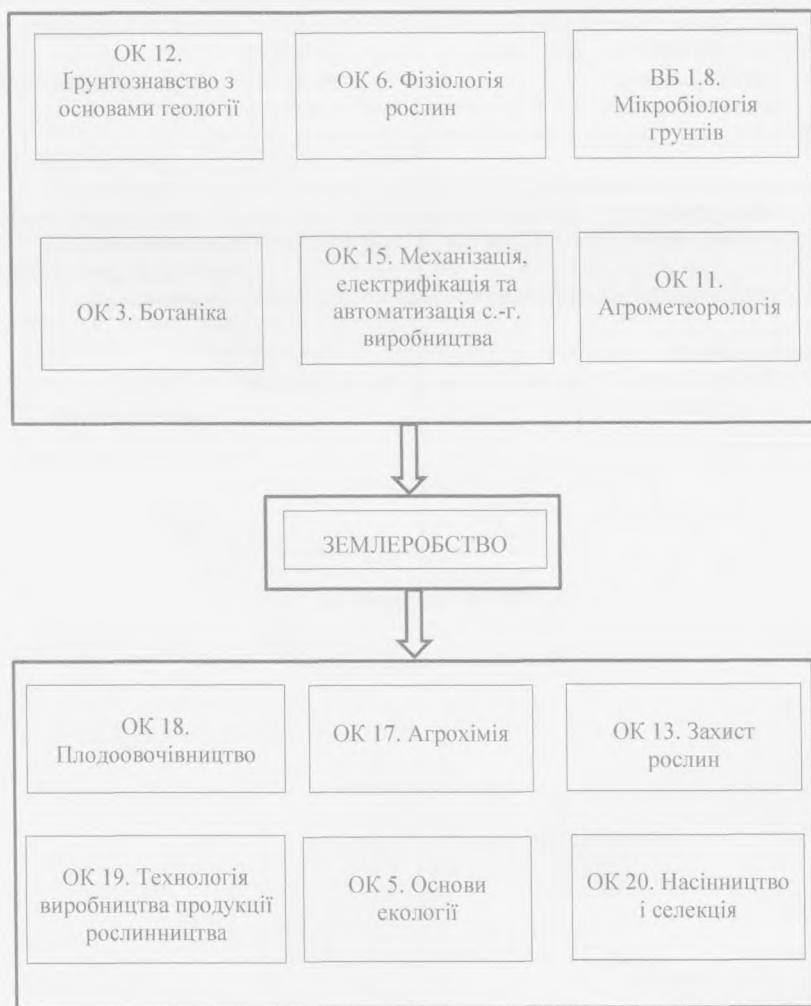 ОК 12.
Ґрунтознавство з
основами геології
ОК 6. Фізіологія
рослин
ВБ 1.8.
Мікробіологія
грунтів
ОК 3. Ботаніка
ОК 15. Механізація,
електрифікація та
автоматизація с.-г.
виробництва
ОК 11.
Агрометеорологія
ЗЕМЛЕРОБСТВО
ОК 18.
Плодоовочівництво
ОК 17. Агрохімія
ОК 13. Захист
рослин
ОК 19. Технологія
виробництва продукції
рослинництва
ОК 5. Основи
екології
ОК 20. Насінництво
і селекція